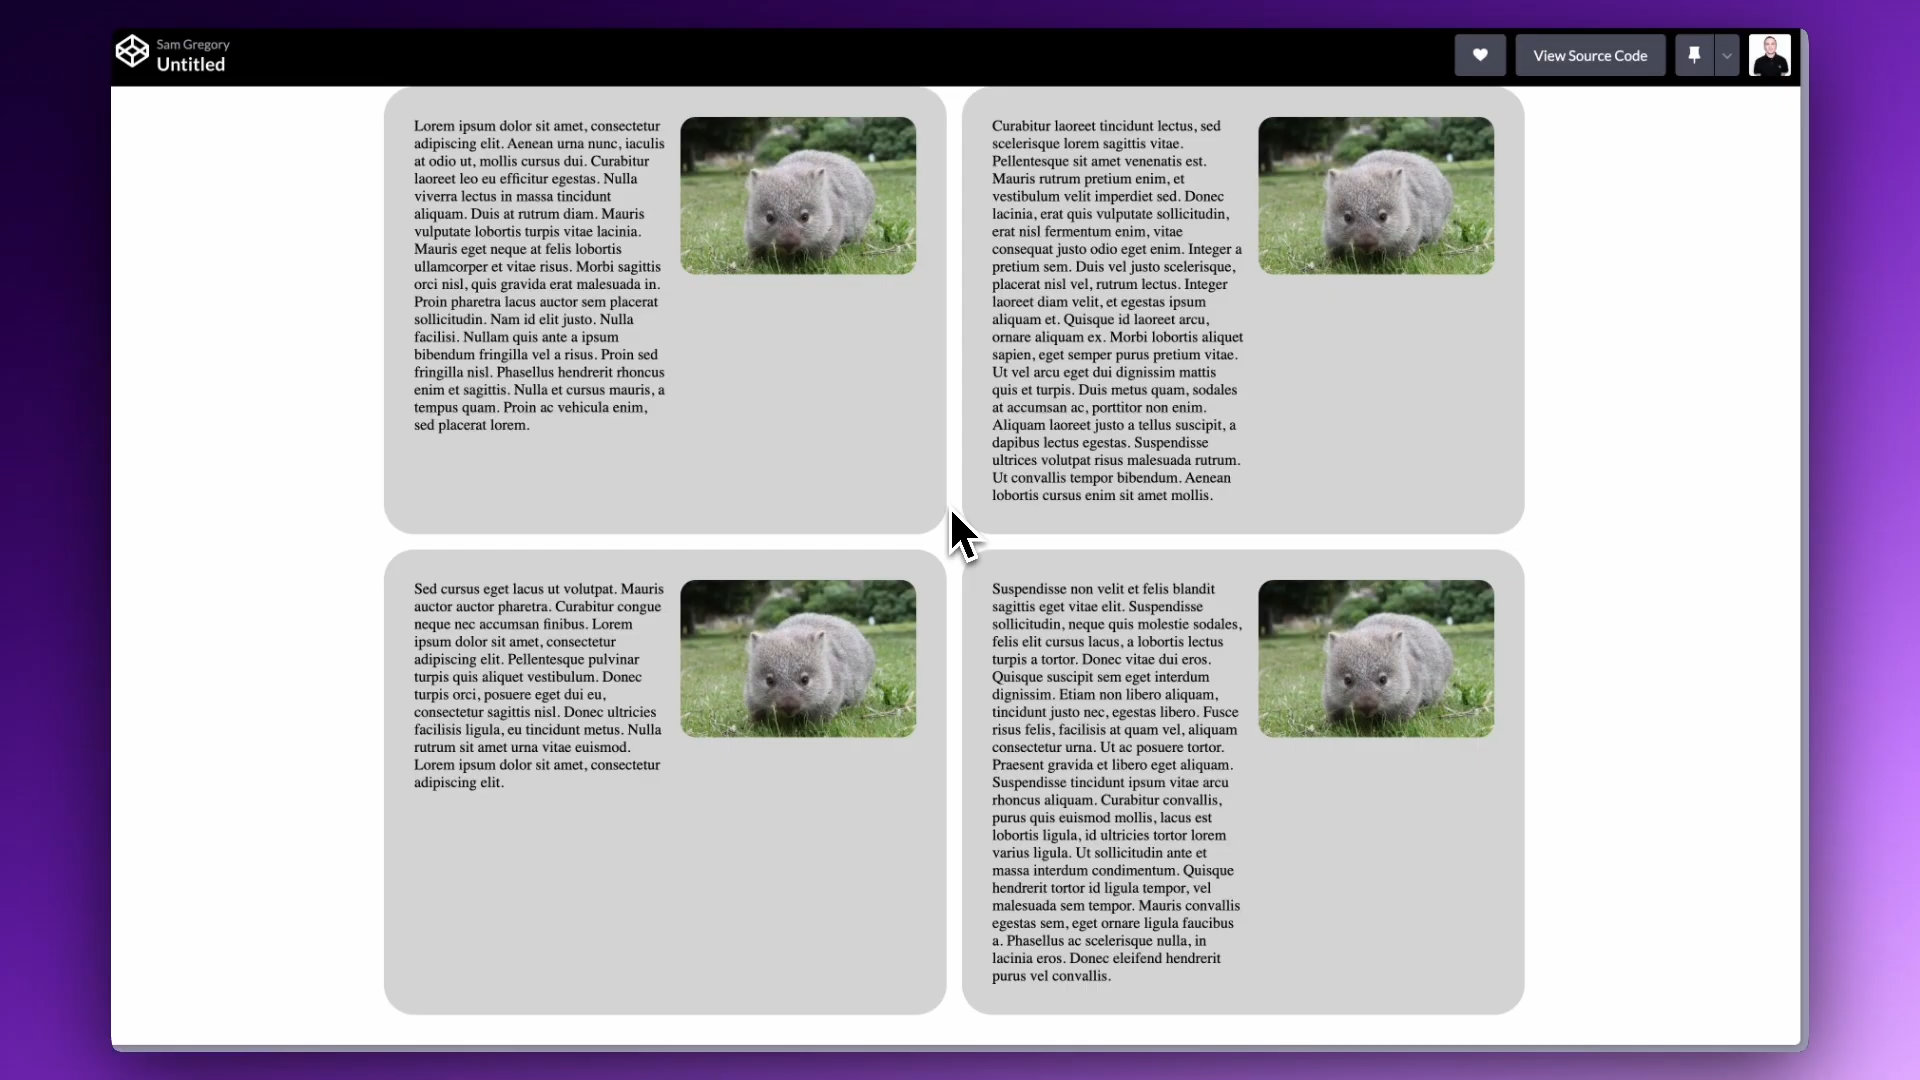 Sam Gregory
Untitled
View Source Code
Lorem ipsum dolor sit amet, consectetur
adipiscing elit. Aenean urna nunc, iaculis
at odio ut, mollis cursus dui. Curabitur
laoreet leo eu efficitur egestas. Nulla
viverra lectus in massa tincidunt
aliquam. Duis at rutrum diam. Mauris
vulputate lobortis turpis vitae lacinia.
Mauris eget neque at felis lobortis
ullamcorper et vitae risus. Morbi sagittis
orci nisl, quis gravida erat malesuada in.
Proin pharetra lacus auctor sem placerat
sollicitudin. Nam id elit justo. Nulla
facilisi. Nullam quis ante a ipsum
bibendum fringilla vel a risus. Proin sed
fringilla nisl. Phasellus hendrerit rhoncus
enim et sagittis. Nulla et cursus mauris, a
tempus quam. Proin ac vehicula enim,
sed placerat lorem.
Curabitur laoreet tincidunt lectus, sed
scelerisque lorem sagittis vitae.
Pellentesque sit amet venenatis est.
Mauris rutrum pretium enim, et
vestibulum velit imperdiet sed. Donec
lacinia, erat quis vulputate sollicitudin,
erat nisl fermentum enim, vitae
consequat justo odio eget enim. Integer a
pretium sem. Duis vel justo scelerisque,
placerat nisl vel, rutrum lectus. Integer
laoreet diam velit, et egestas ipsum
aliquam et. Quisque id laoreet arcu,
ornare aliquam ex. Morbi lobortis aliquet
sapien, eget semper purus pretium vitae.
Ut vel arcu eget dui dignissim mattis
quis et turpis. Duis metus quam, sodales
at accumsan ac, porttitor non enim.
Aliquam laoreet justo a tellus suscipit, a
dapibus lectus egestas. Suspendisse
ultrices volutpat risus malesuada rutrum.
Ut convallis tempor bibendum. Aenean
lobortis cursus enim sit amet mollis.
Sed cursus eget lacus ut volutpat. Mauris
auctor auctor pharetra. Curabitur congue
neque nec accumsan finibus. Lorem
ipsum dolor sit amet, consectetur
adipiscing elit. Pellentesque pulvinar
turpis quis aliquet vestibulum. Donec
turpis orci, posuere eget dui eu,
consectetur sagittis nisl. Donec ultricies
facilisis ligula, eu tincidunt metus. Nulla
rutrum sit amet urna vitae euismod.
Lorem ipsum dolor sit amet, consectetur
adipiscing elit.
Suspendisse non velit et felis blandit
sagittis eget vitae elit. Suspendisse
sollicitudin, neque quis molestie sodales,
felis elit cursus lacus, a lobortis lectus
turpis a tortor. Donec vitae dui eros.
Quisque suscipit sem eget interdum
dignissim. Etiam non libero aliquam,
tincidunt justo nec, egestas libero. Fusce
risus felis, facilisis at quam vel, aliquam
consectetur urna. Ut ac posuere tortor.
Praesent gravida et libero eget aliquam.
Suspendisse tincidunt ipsum vitae arcu
rhoncus aliquam. Curabitur convallis,
purus quis euismod mollis, lacus est
lobortis ligula, id ultricies tortor lorem
varius ligula. Ut sollicitudin ante et
massa interdum condimentum. Quisque
hendrerit tortor id ligula tempor, vel
malesuada sem tempor. Mauris convallis
egestas sem, eget ornare ligula faucibus
a. Phasellus ac scelerisque nulla, in
lacinia eros. Donec eleifend hendrerit
purus vel convallis.